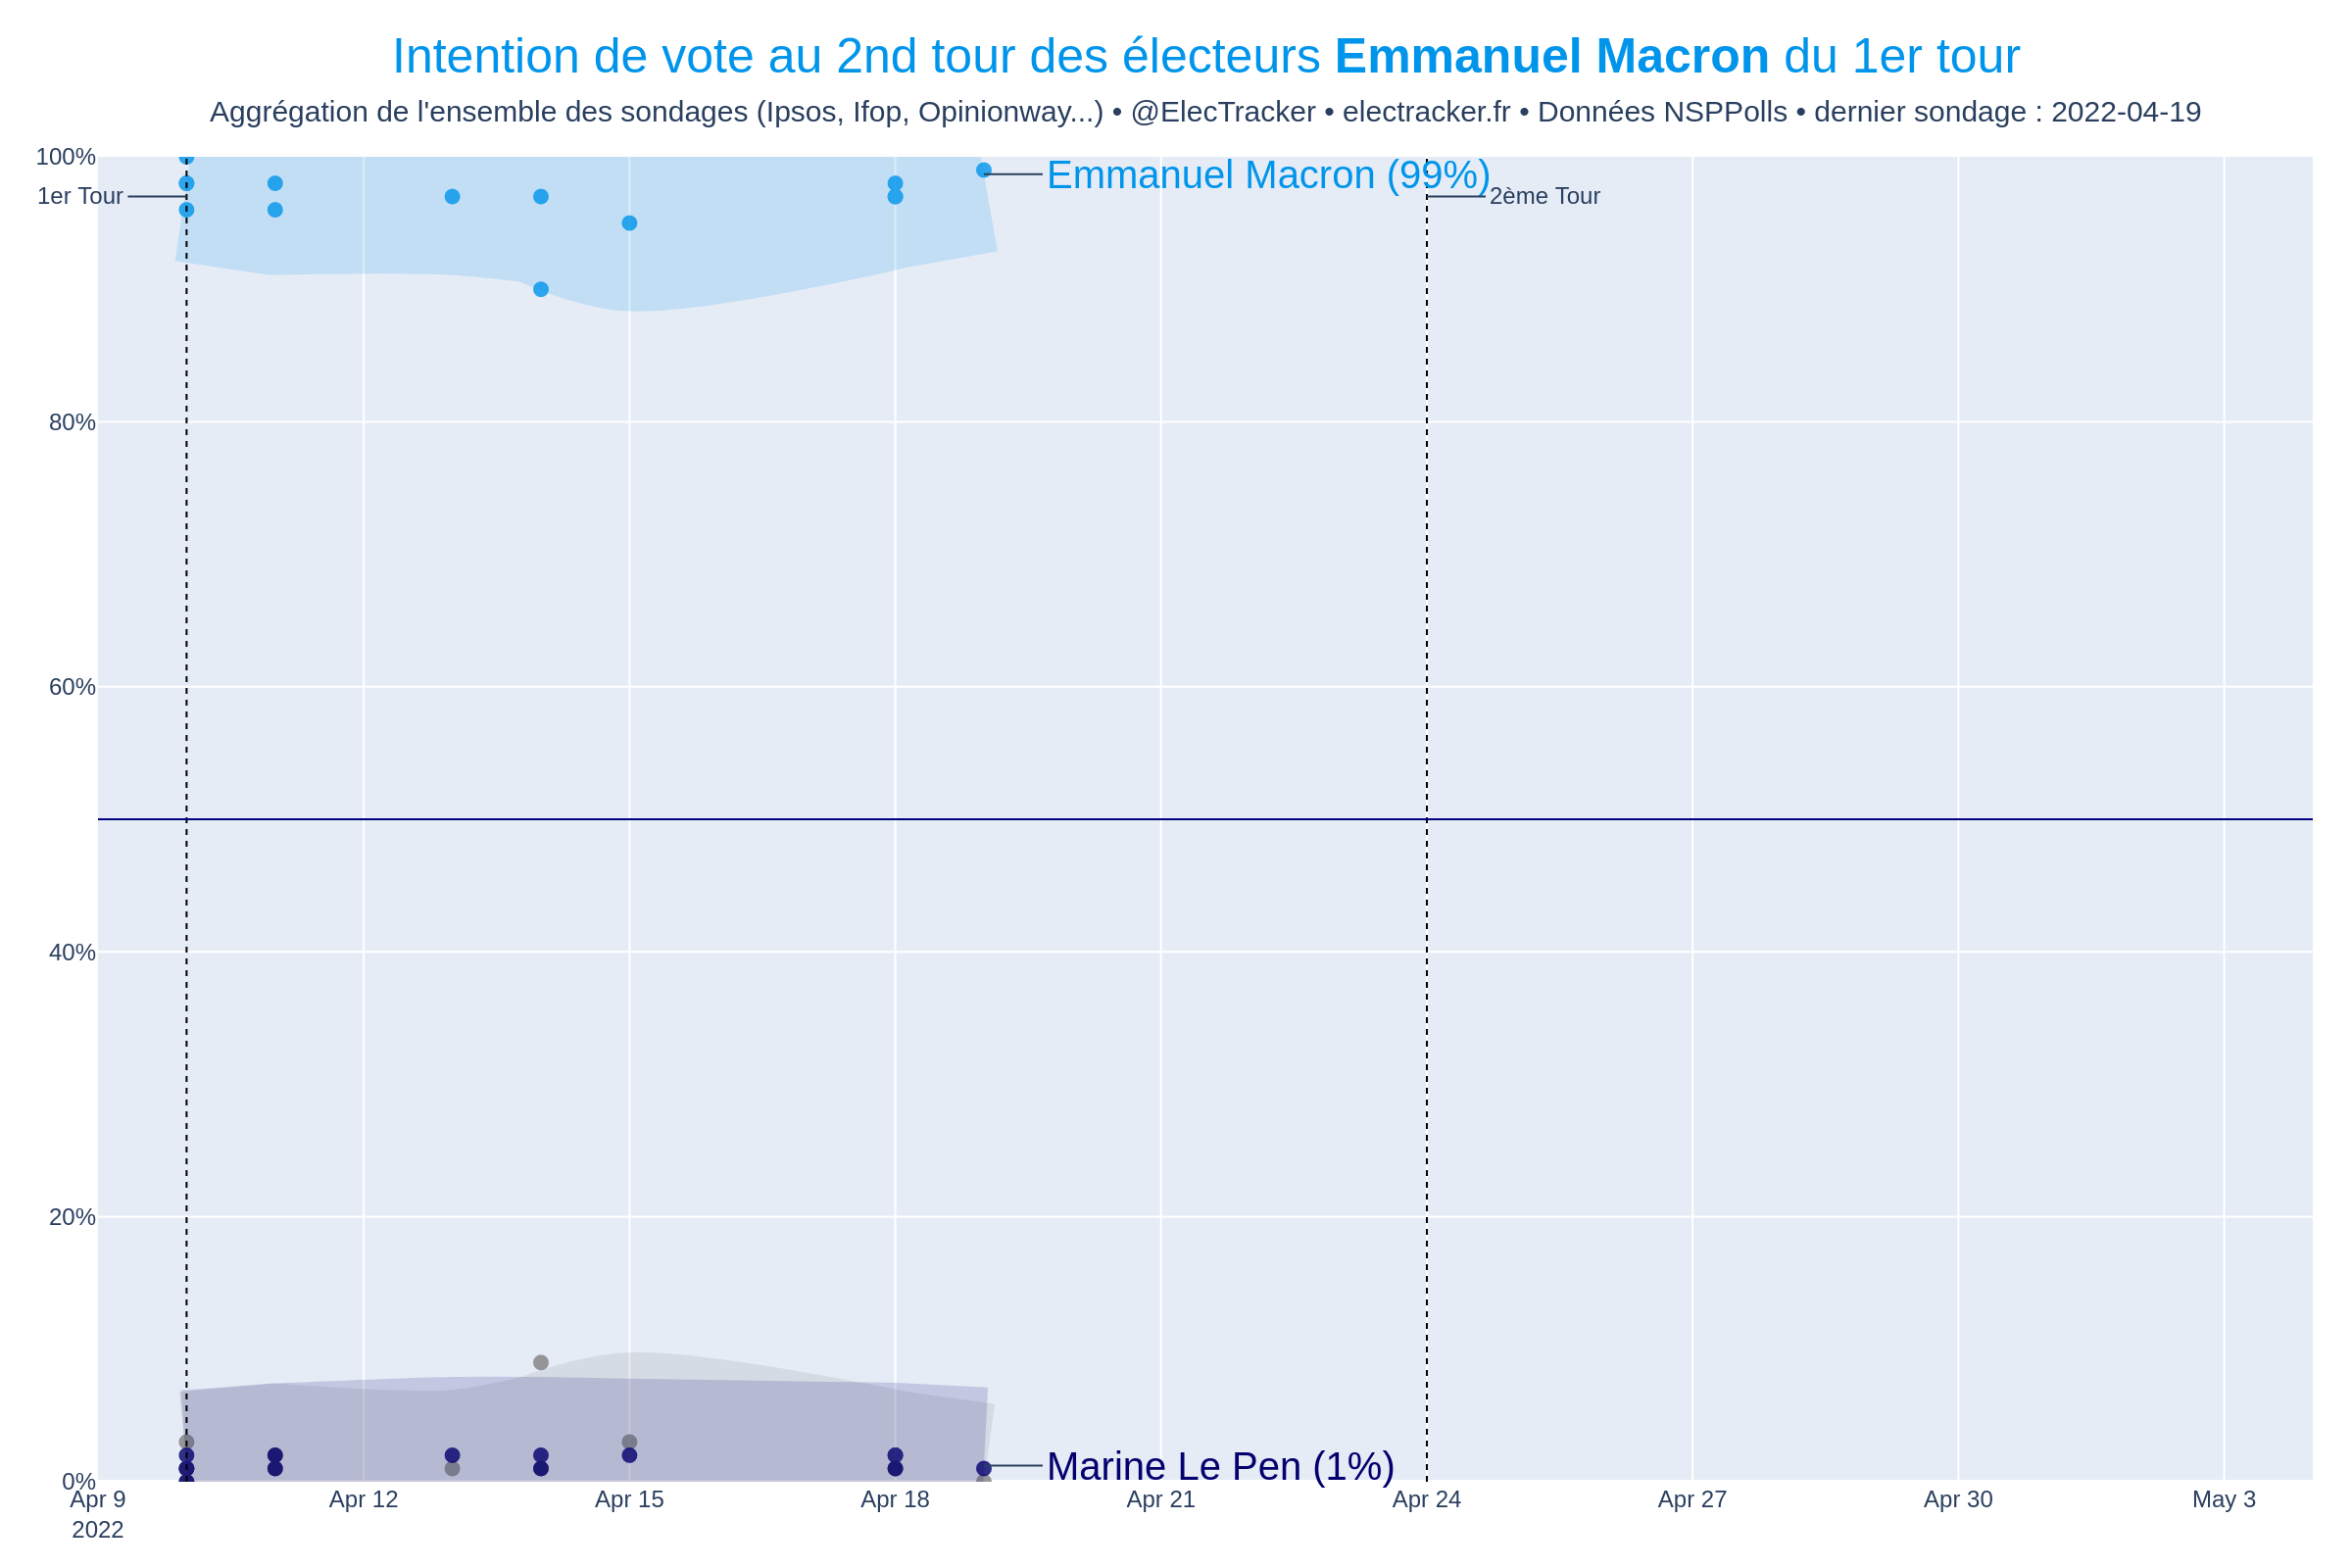 Intention de vote au 2nd tour des électeurs Emmanuel Macron du 1er tour
Aggrégation de l'ensemble des sondages (Ipsos, Ifop, Opinionway...) • @ElecTracker • electracker.fr • Données NSPPolls • dernier sondage : 2022-04-19
100%
Emmanuel Macron (99%)
1er Tour
2ème Tour
80%
60%
40%
20%
Marine Le Pen (1%)
0%
Apr 9 Apr 12 Apr 15 Apr 18 Apr 21 Apr 24 Apr 27 Apr 30 May 3
2022